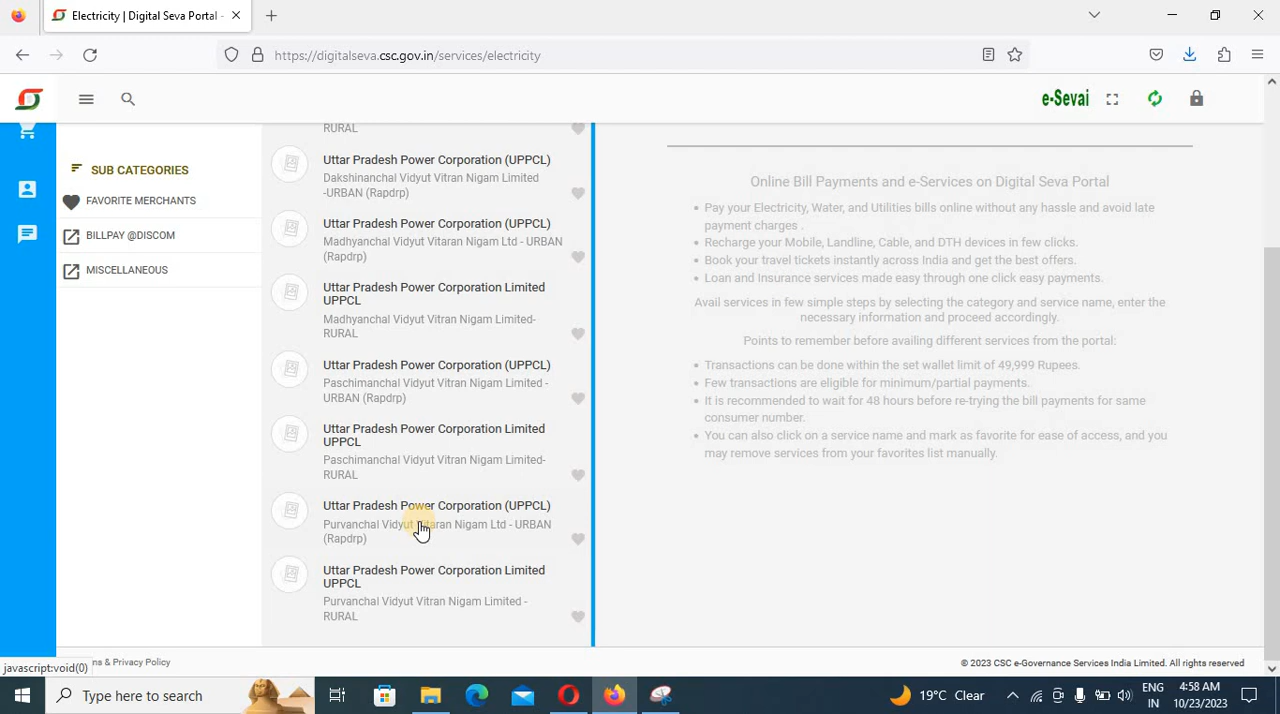 Electricity | Digital Seva Portal -
https://digitalseva.csc.gov.in/services/electricity
e-Sevai
SUB CATEGORIES
FAVORITE MERCHANTS
BILLPAY @DISCOM
MISCELLANEOUS
RURAL
Uttar Pradesh Power Corporation (UPPCL)
Dakshinanchal Vidyut Vitran Nigam Limited
-URBAN (Rapdrp)
Uttar Pradesh Power Corporation (UPPCL)
Madhyanchal Vidyut Vitaran Nigam Ltd - URBAN
(Rapdrp)
Uttar Pradesh Power Corporation Limited
UPPCL
Madhyanchal Vidyut Vitran Nigam Limited-
RURAL
Uttar Pradesh Power Corporation (UPPCL)
Paschimanchal Vidyut Vitran Nigam Limited -
URBAN (Rapdrp)
Uttar Pradesh Power Corporation Limited
UPPCL
Paschimanchal Vidyut Vitran Nigam Limited-
RURAL
Uttar Pradesh Power Corporation (UPPCL)
Purvanchal Vidyut Vitaran Nigam Ltd - URBAN
(Rapdrp)
Uttar Pradesh Power Corporation Limited
UPPCL
Purvanchal Vidyut Vitran Nigam Limited -
RURAL
Online Bill Payments and e-Services on Digital Seva Portal
Pay your Electricity, Water, and Utilities bills online without any hassle and avoid late
payment charges .
Recharge your Mobile, Landline, Cable, and DTH devices in few clicks.
Book your travel tickets instantly across India and get the best offers.
Loan and Insurance services made easy through one click easy payments.
Avail services in few simple steps by selecting the category and service name, enter the
necessary information and proceed accordingly.
Points to remember before availing different services from the portal:
Transactions can be done within the set wallet limit of 49,999 Rupees.
Few transactions are eligible for minimum/partial payments.
It is recommended to wait for 48 hours before re-trying the bill payments for same
consumer number.
You can also click on a service name and mark as favorite for ease of access, and you
may remove services from your favorites list manually.
javascript:void(0)
& Privacy Policy
© 2023 CSC e-Governance Services India Limited. All rights reserved
Type here to search
19°C Clear
ENG
IN
4:58 AM
10/23/2023